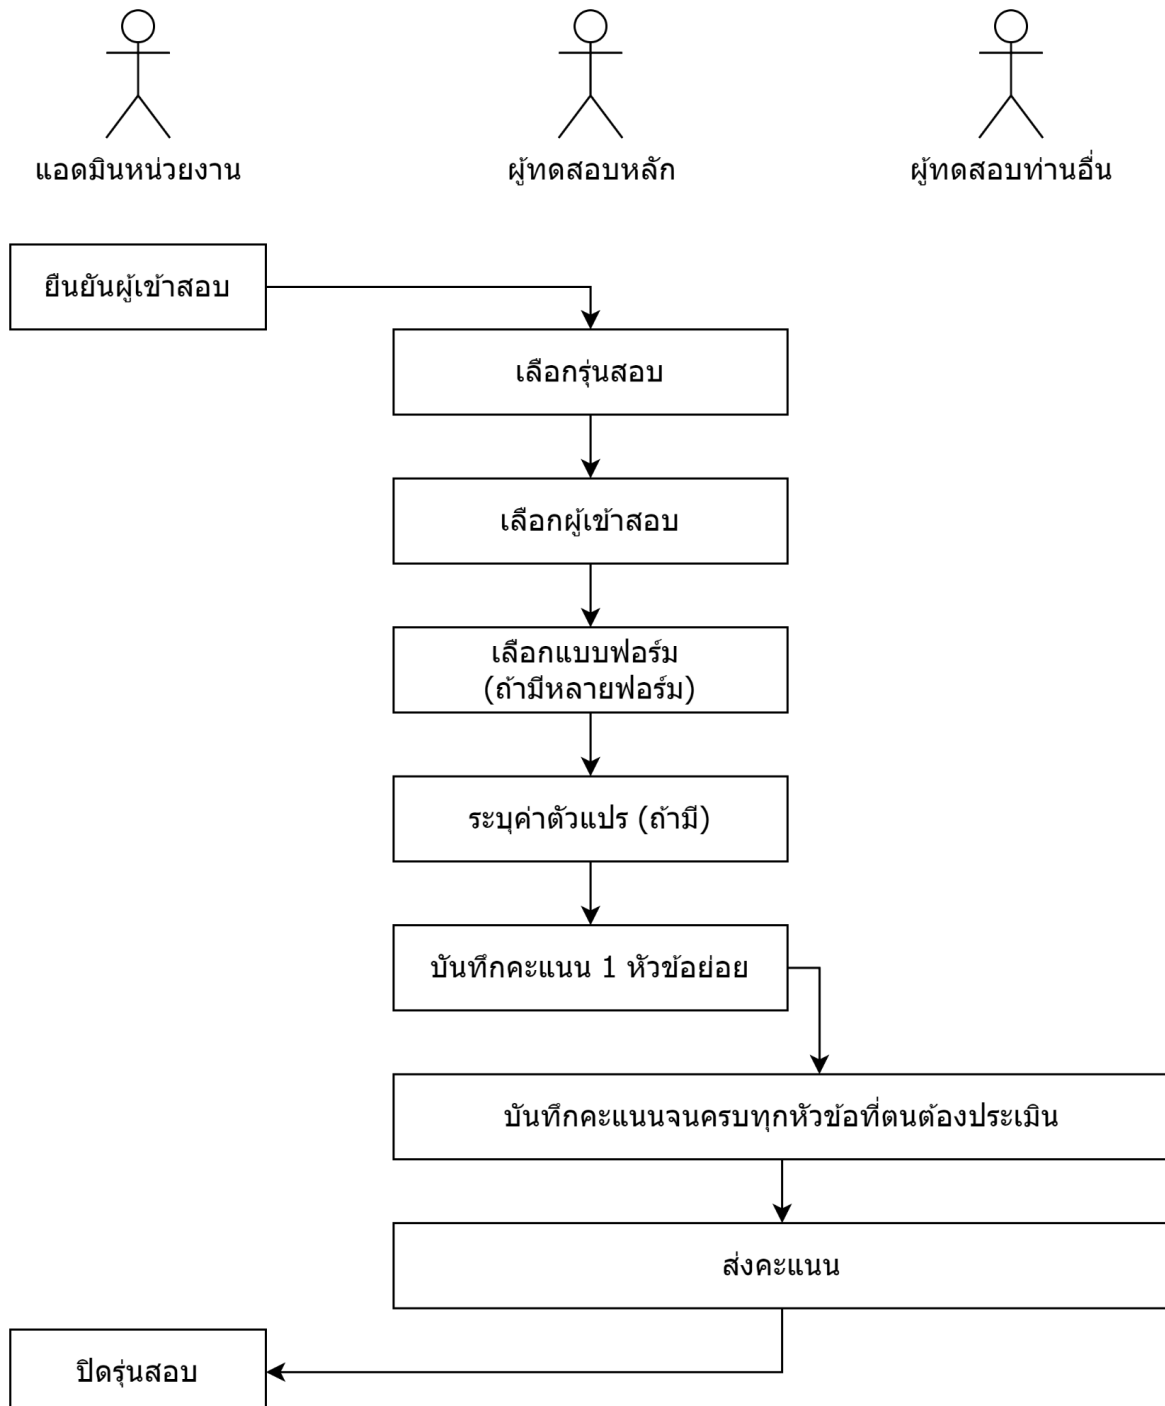 แอดมินหน่วยงาน
ผู้ทดสอบหลัก
ผู้ทดสอบท่านอื่น
ยืนยันผู้เข้าสอบ
เลือกรุ่นสอบ
เลือกผู้เข้าสอบ
เลือกแบบฟอร์ม
(ถ้ามีหลายฟอร์ม)
ระบุค่าตัวแปร (ถ้ามี)
บันทึกคะแนน 1 หัวข้อย่อย
บันทึกคะแนนจนครบทุกหัวข้อที่ตนต้องประเมิน
ส่งคะแนน
ปิดรุ่นสอบ